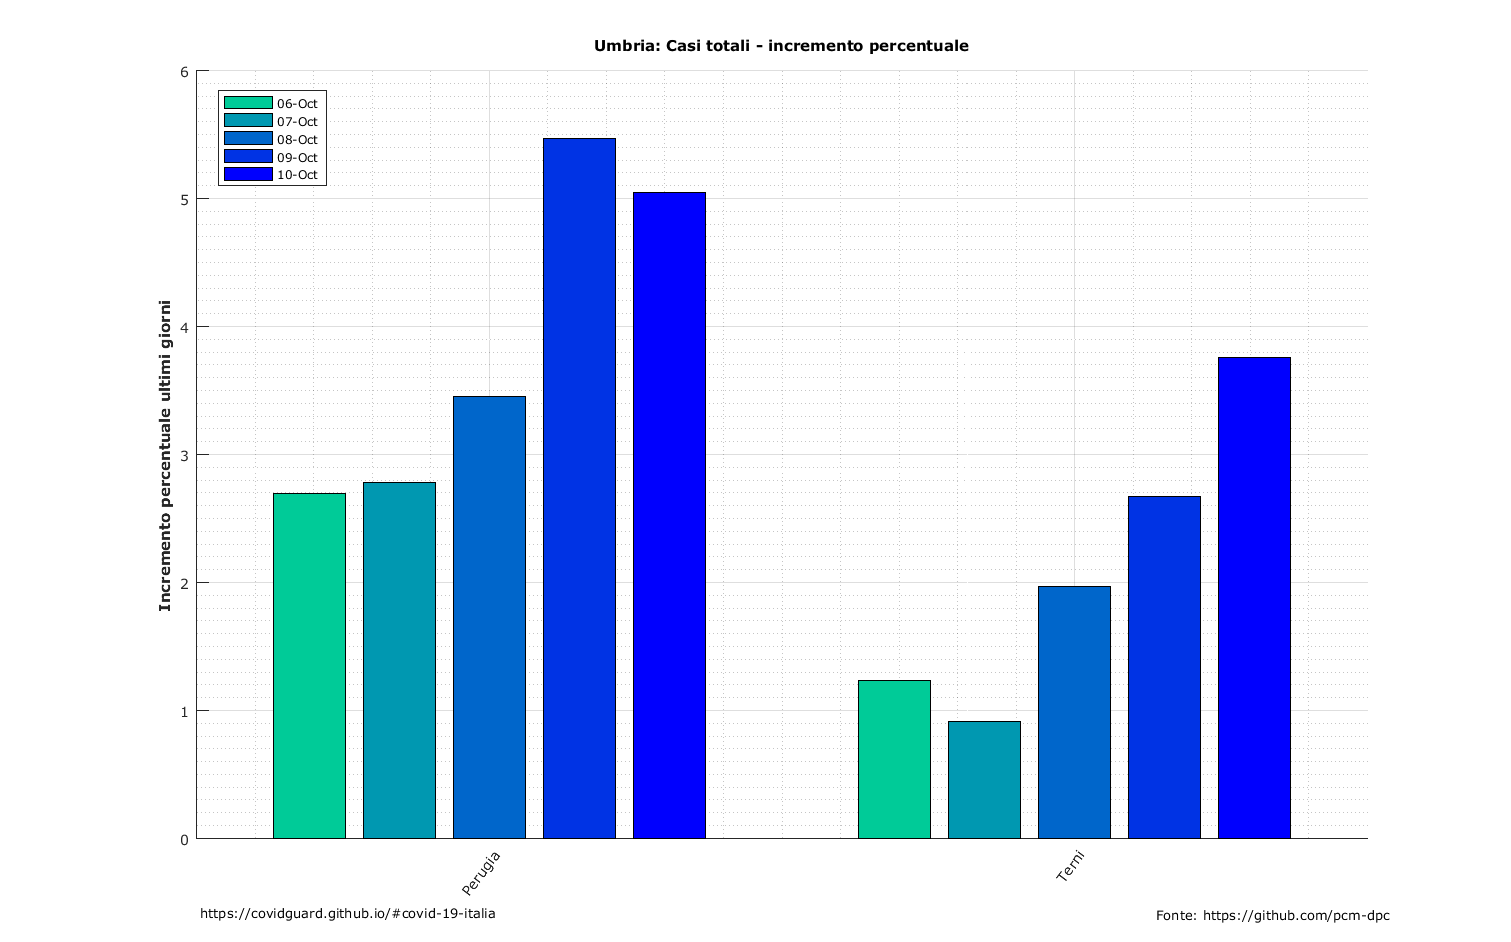 Umbria: Casi totali - incremento percentuale
6
5
4
3
2
1
0
Incremento percentuale ultimi giorni
06-Oct
07-Oct
08-Oct
09-Oct
10-Oct
Perugia
Terni
https://covidguard.github.io/#covid-19-italia
Fonte: https://github.com/pcm-dpc